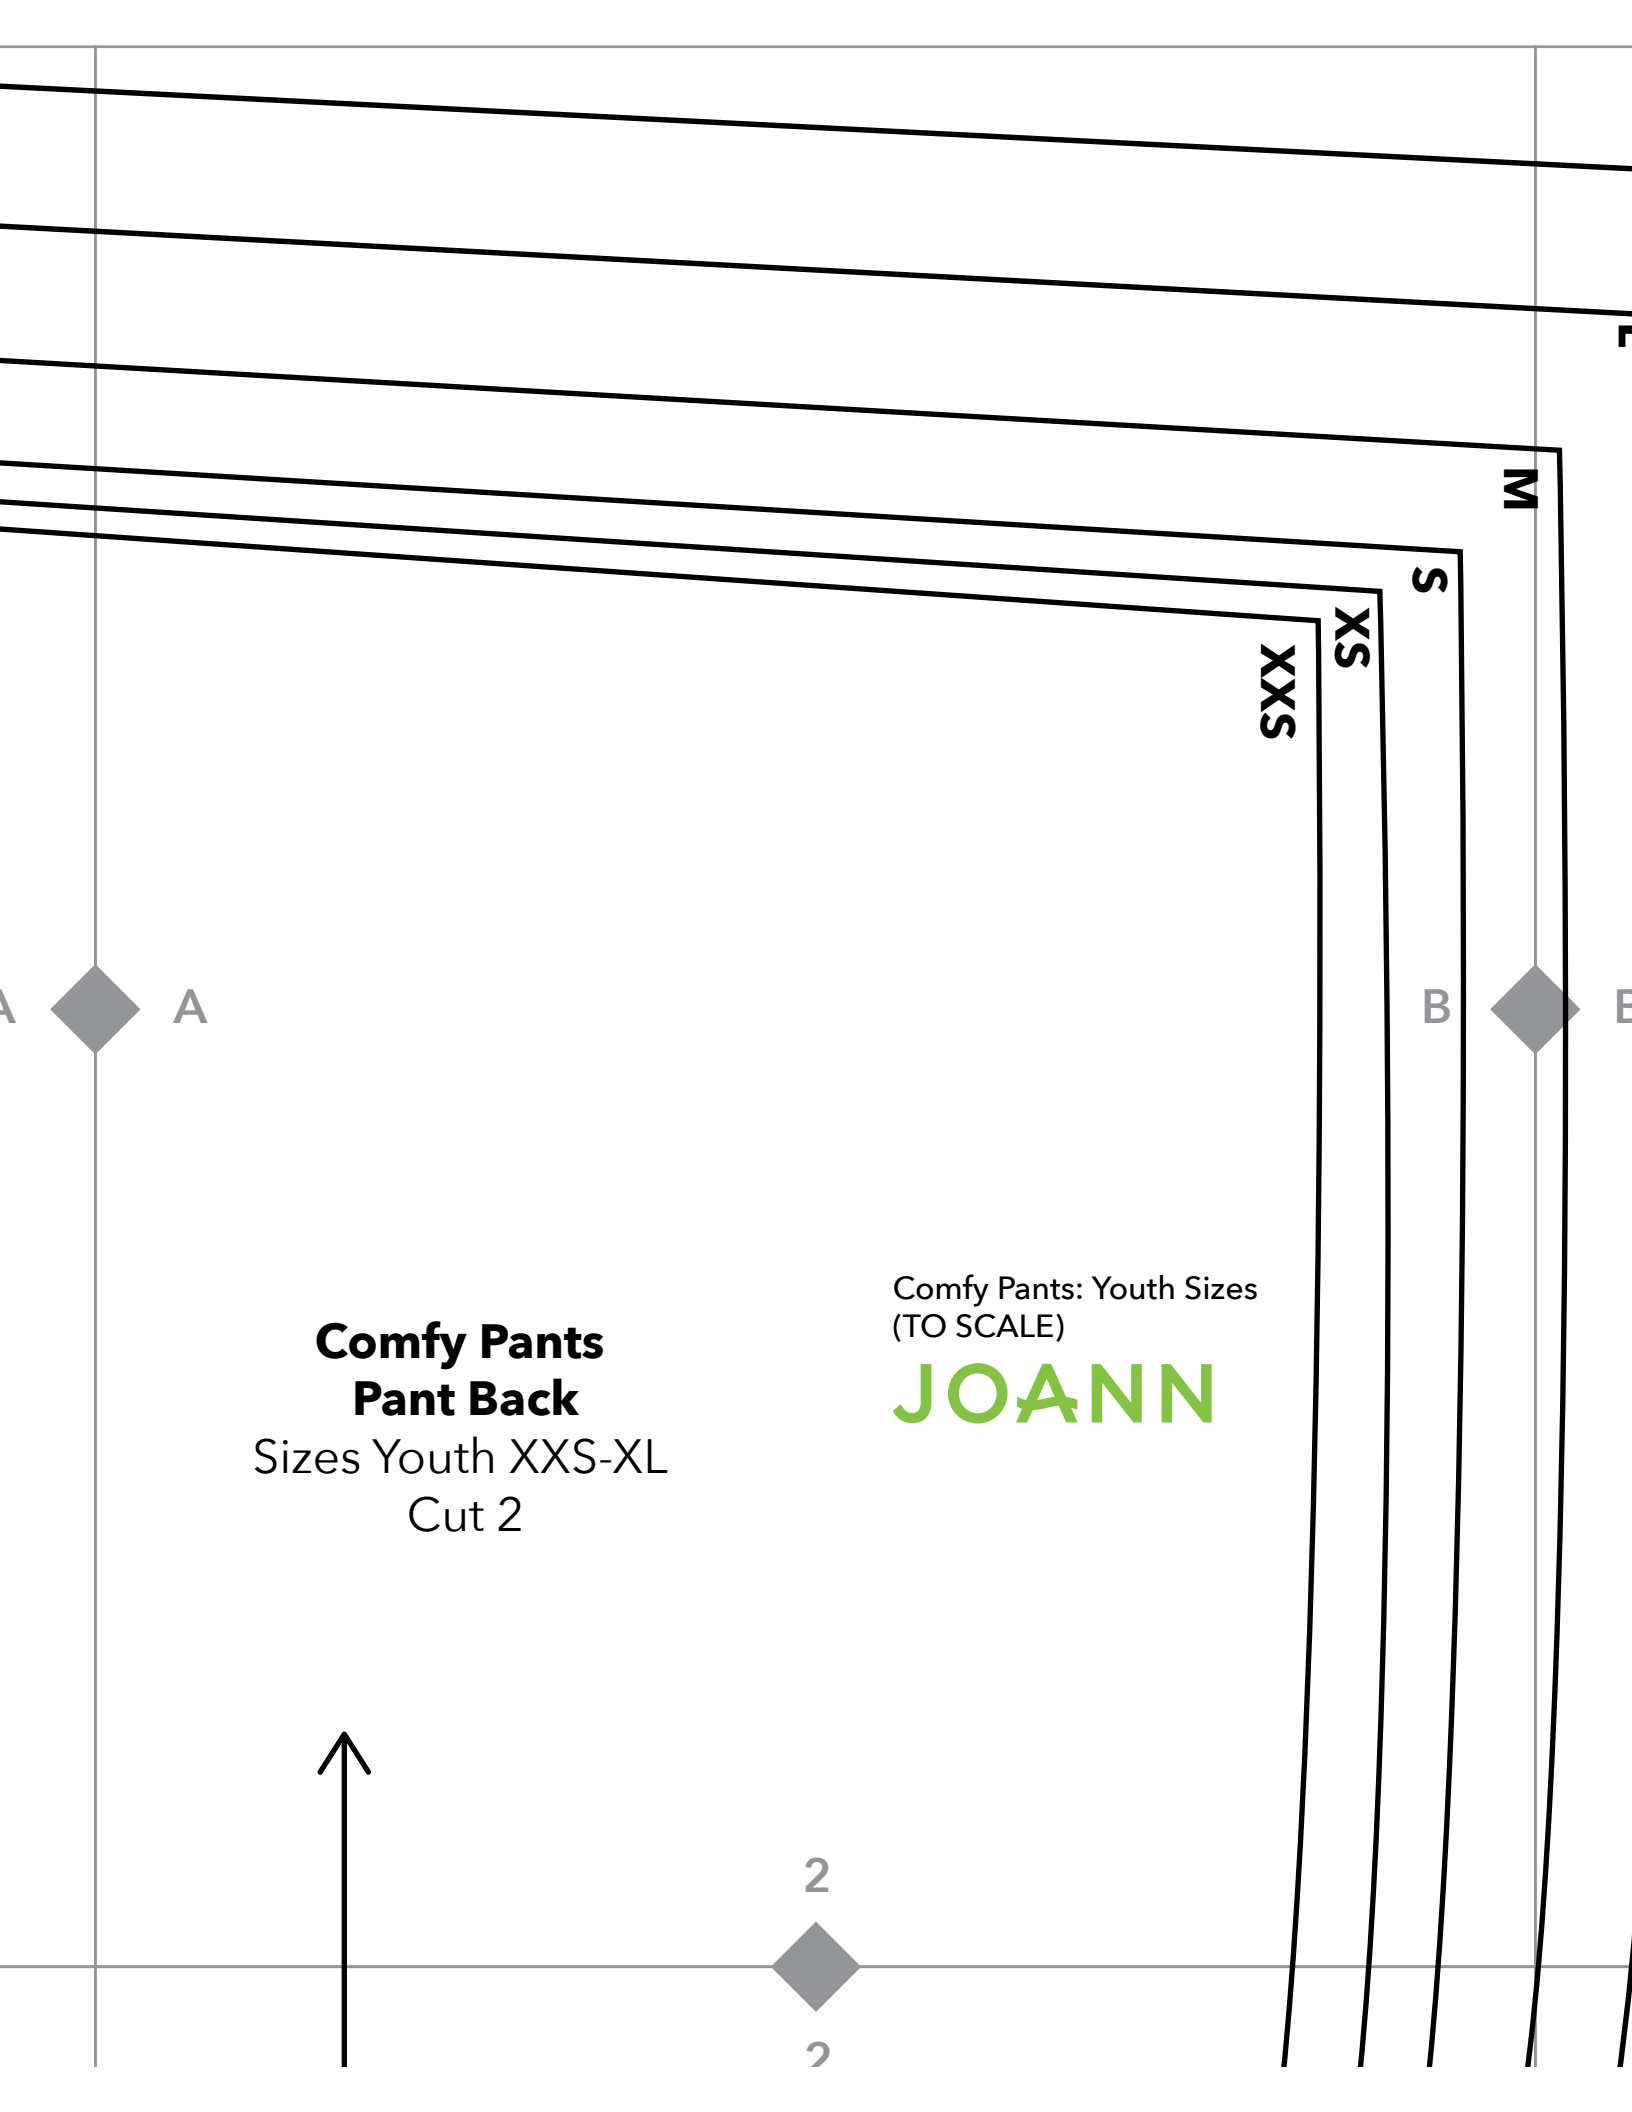 L
M
S
XS
XXS
A
A
B
B
Comfy Pants: Youth Sizes
(TO SCALE)
JOANN
Comfy Pants
Pant Back
Sizes Youth XXS-XL
Cut 2
2
2